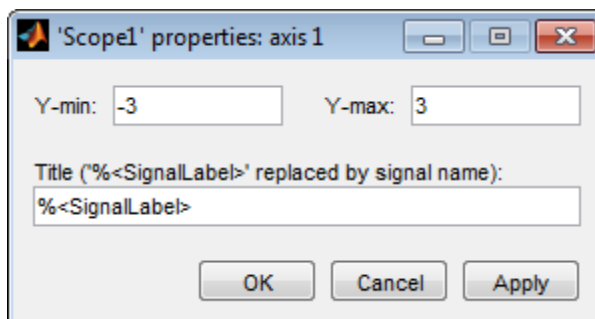 'Scope1' properties: axis 1
Y-min: -3 Y-max: 3
Title ('%<SignalLabel>' replaced by signal name):
%<SignalLabel>
OK Cancel Apply